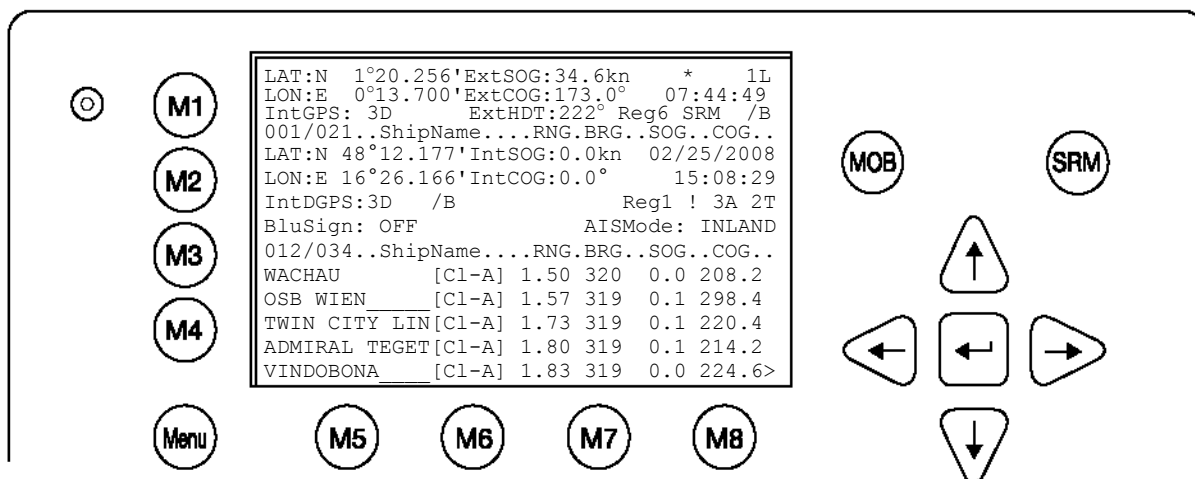 LAT:N 1°20.256'ExtSOG:34.6kn * 1L
LON:E 0°13.700'ExtCOG:173.0° 07:44:49
IntGPS: 3D ExtHDT:222° Reg6 SRM /B
001/021..ShipName....RNG.BRG..SOG..COG..
LAT:N 48°12.177'IntSOG:0.0kn 02/25/2008
LON:E 16°26.166'IntCOG:0.0° 15:08:29
IntDGPS:3D /B Reg1 ! 3A 2T
BluSign: OFF AISMode: INLAND
012/034..ShipName....RNG.BRG..SOG..COG..
WACHAU [Cl-A] 1.50 320 0.0 208.2
OSB WIEN_____[Cl-A] 1.57 319 0.1 298.4
TWIN CITY LIN[Cl-A] 1.73 319 0.1 220.4
ADMIRAL TEGET[Cl-A] 1.80 319 0.1 214.2
VINDOBONA____[Cl-A] 1.83 319 0.0 224.6>
M1
M2
M3
M4
Menu
M5
M6
M7
M8
MOB
SRM